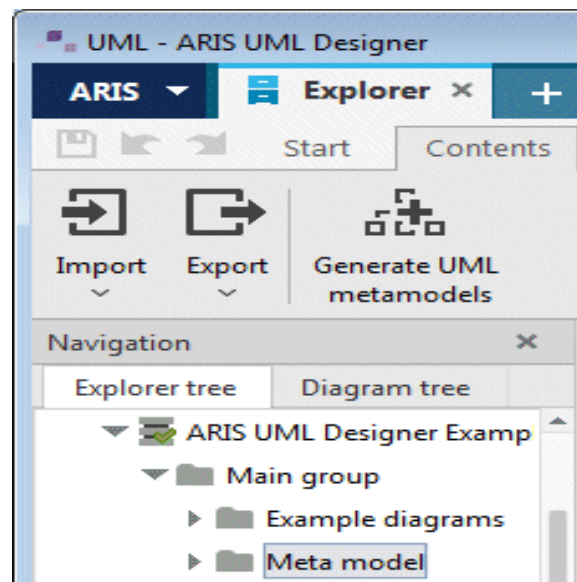 UML - ARIS UML Designer
ARIS Explorer × +
Start Contents
Import Export Generate UML metamodels
Navigation ×
Explorer tree Diagram tree
ARIS UML Designer Examp
Main group
Example diagrams
Meta model